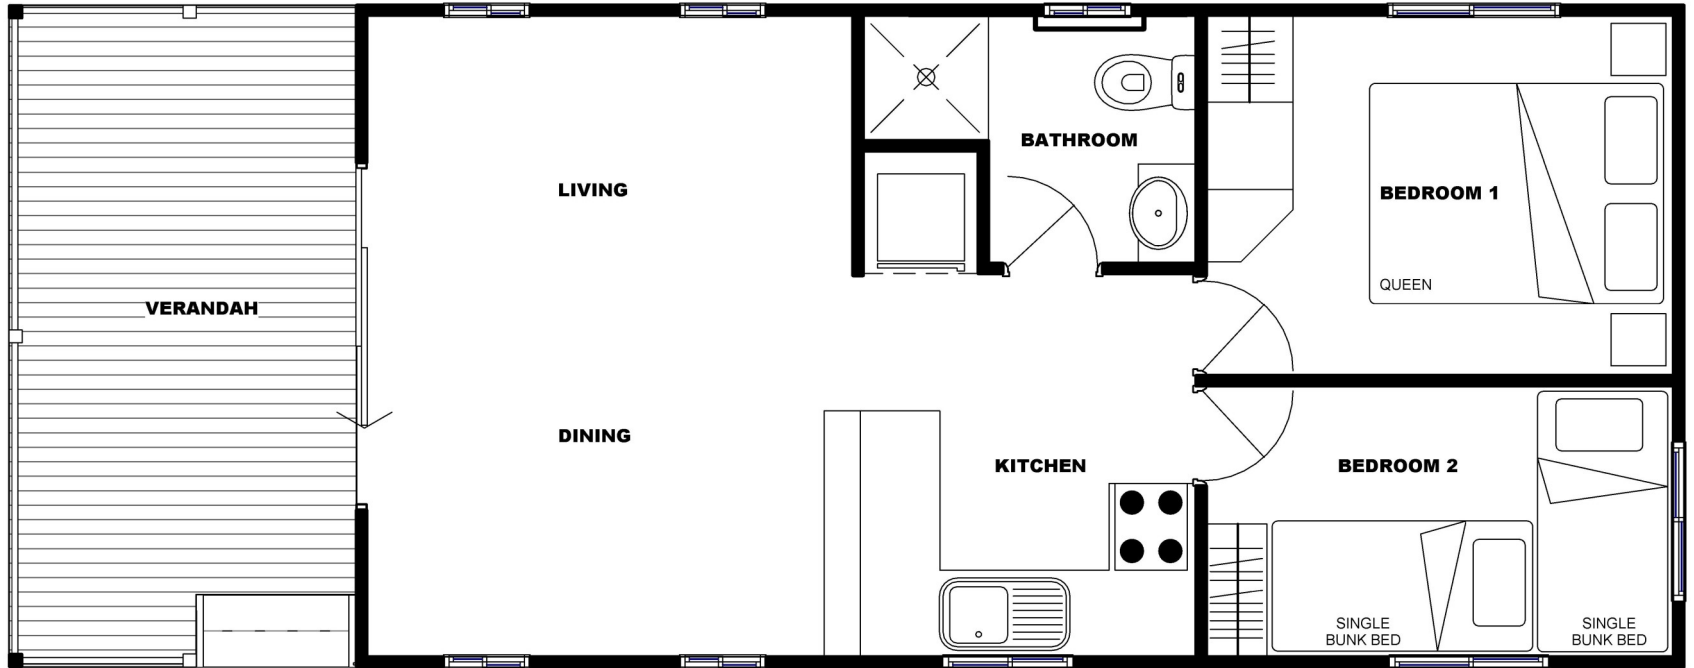 BATHROOM
LIVING
BEDROOM 1
QUEEN
VERANDAH
DINING
KITCHEN
BEDROOM 2
SINGLE
BUNK BED
SINGLE
BUNK BED